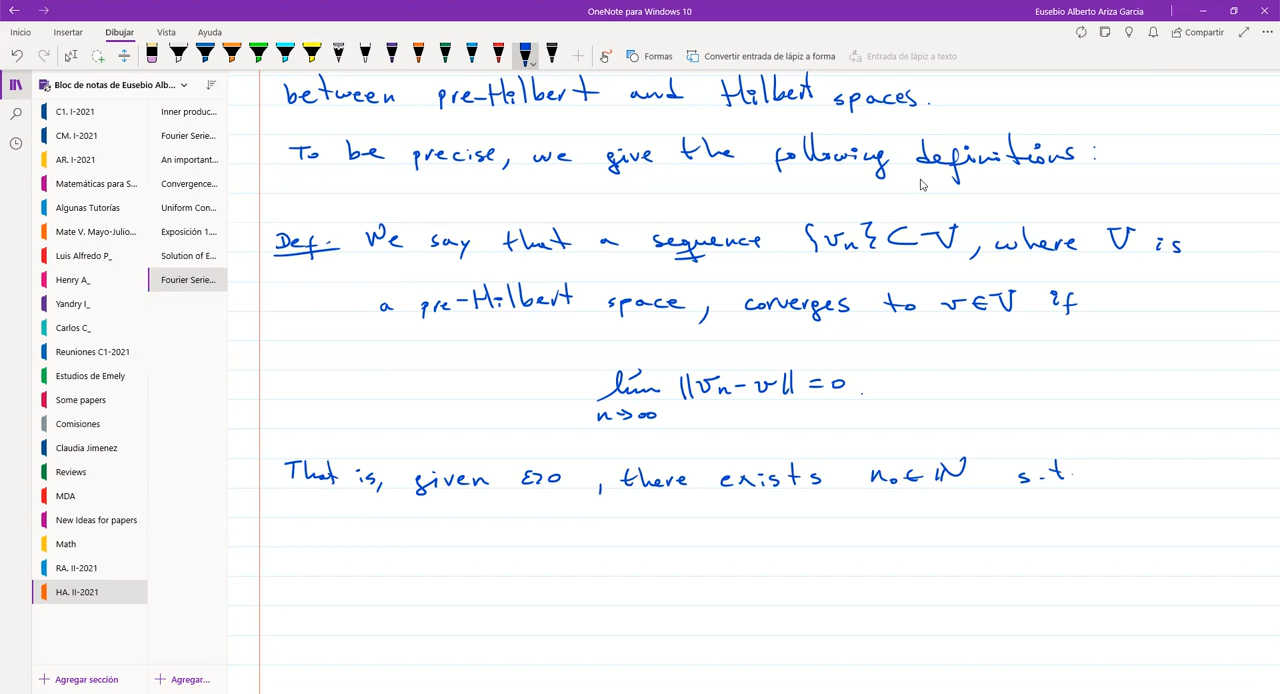 OneNote para Windows 10
Eusebio Alberto Ariza Garcia
Inicio Insertar Dibujar Vista Ayuda
Compartir
Formas Convertir entrada de lápiz a forma Entrada de lápiz a texto
Bloc de notas de Eusebio Alb...
C1. I-2021
CM. I-2021
AR. I-2021
Matemáticas para S...
Algunas Tutorías
Mate V. Mayo-Julio...
Luis Alfredo P_
Henry A_
Yandry I_
Carlos C_
Reuniones C1-2021
Estudios de Emely
Some papers
Comisiones
Claudia Jimenez
Reviews
MDA
New Ideas for papers
Math
RA. II-2021
HA. II-2021
Agregar sección
Inner produc...
Fourier Serie...
An important...
Convergence...
Uniform Con...
Exposición 1...
Solution of E...
Fourier Serie...
Agregar...
between pre-Hilbert and Hilbert spaces.
To be precise, we give the following definitions:
Def.- We say that a sequence {vn} ⊂ V, where V is
a pre-Hilbert space, converges to v ∈ V if
lím ||vn - v|| = 0.
n→∞
That is, given ε>0, there exists n₀ ∈ ℕ s.t.